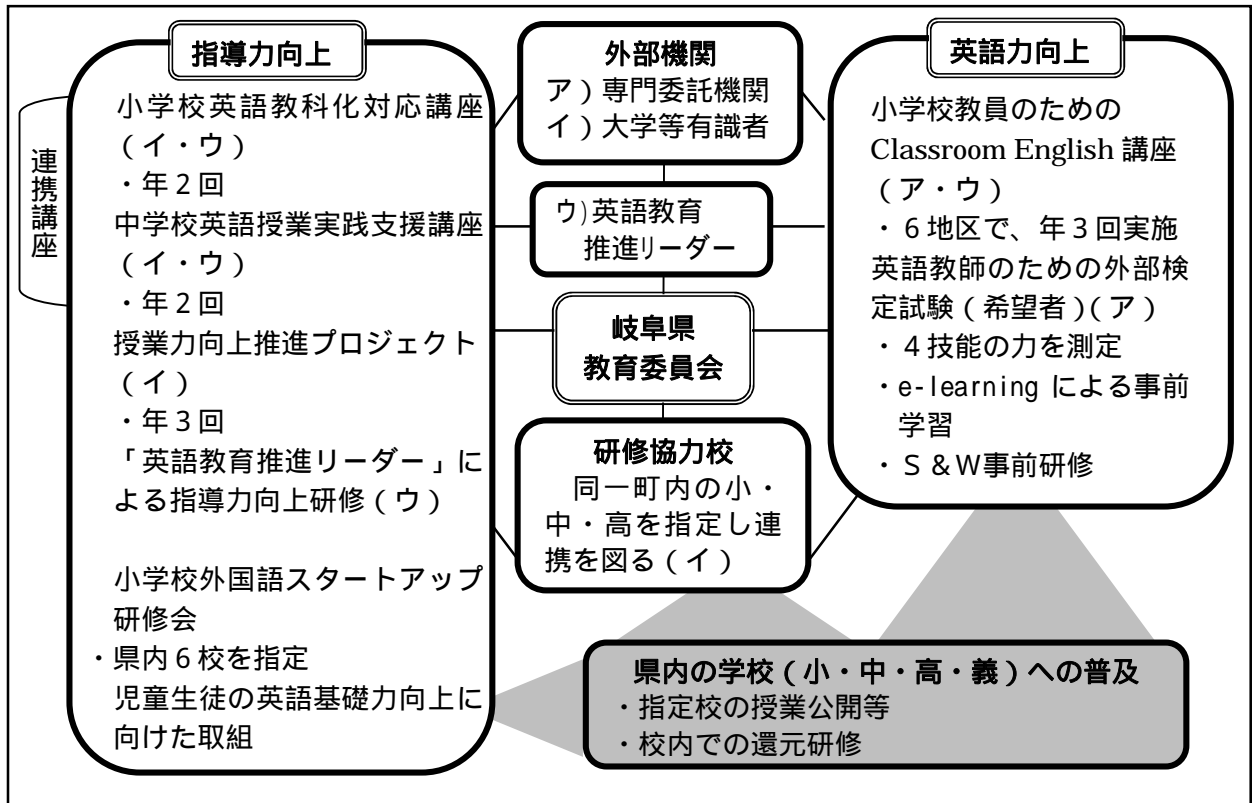 連携講座
指導力向上
小学校英語教科化対応講座
(イ・ウ)
・年2回
中学校英語授業実践支援講座
(イ・ウ)
・年2回
授業力向上推進プロジェクト
(イ)
・年3回
「英語教育推進リーダー」に
よる指導力向上研修(ウ)
小学校外国語スタートアップ
研修会
・県内6校を指定
児童生徒の英語基礎力向上に
向けた取組
外部機関
ア)専門委託機関
イ)大学等有識者
ウ)英語教育
推進リーダー
岐阜県
教育委員会
研修協力校
同一町内の小・
中・高を指定し連
携を図る(イ)
英語力向上
小学校教員のための
Classroom English 講座
(ア・ウ)
・6地区で、年3回実施
英語教師のための外部検
定試験(希望者)(ア)
・4技能の力を測定
・e-learning による事前
学習
・S&W事前研修
県内の学校(小・中・高・義)への普及
・指定校の授業公開等
・校内での還元研修